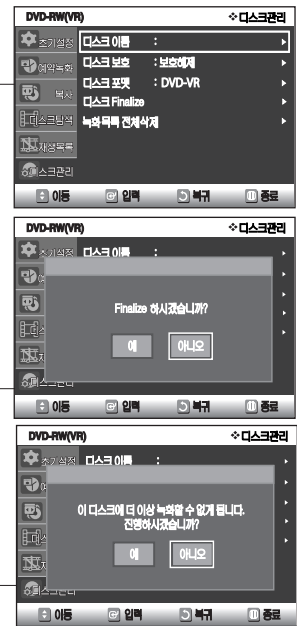 DVD-RW(VR) ❖디스크관리
초기설정 디스크 이름 :
예약녹화 디스크 보호 : 보호해제
복사 디스크 포맷 : DVD-VR
디스크탐색 디스크 Finalize
재생목록 녹화 목록 전체삭제
디스크관리
이동 입력 복귀 종료
DVD-RW(VR) ❖디스크관리
초기설정 디스크 이름 :
Finalize 하시겠습니까?
예 아니오
디스크관리
이동 입력 복귀 종료
DVD-RW(VR) ❖디스크관리
초기설정 디스크 이름 :
이 디스크에 더 이상 녹화할 수 없게 됩니다.
진행하시겠습니까?
예 아니오
디스크관리
이동 입력 복귀 종료